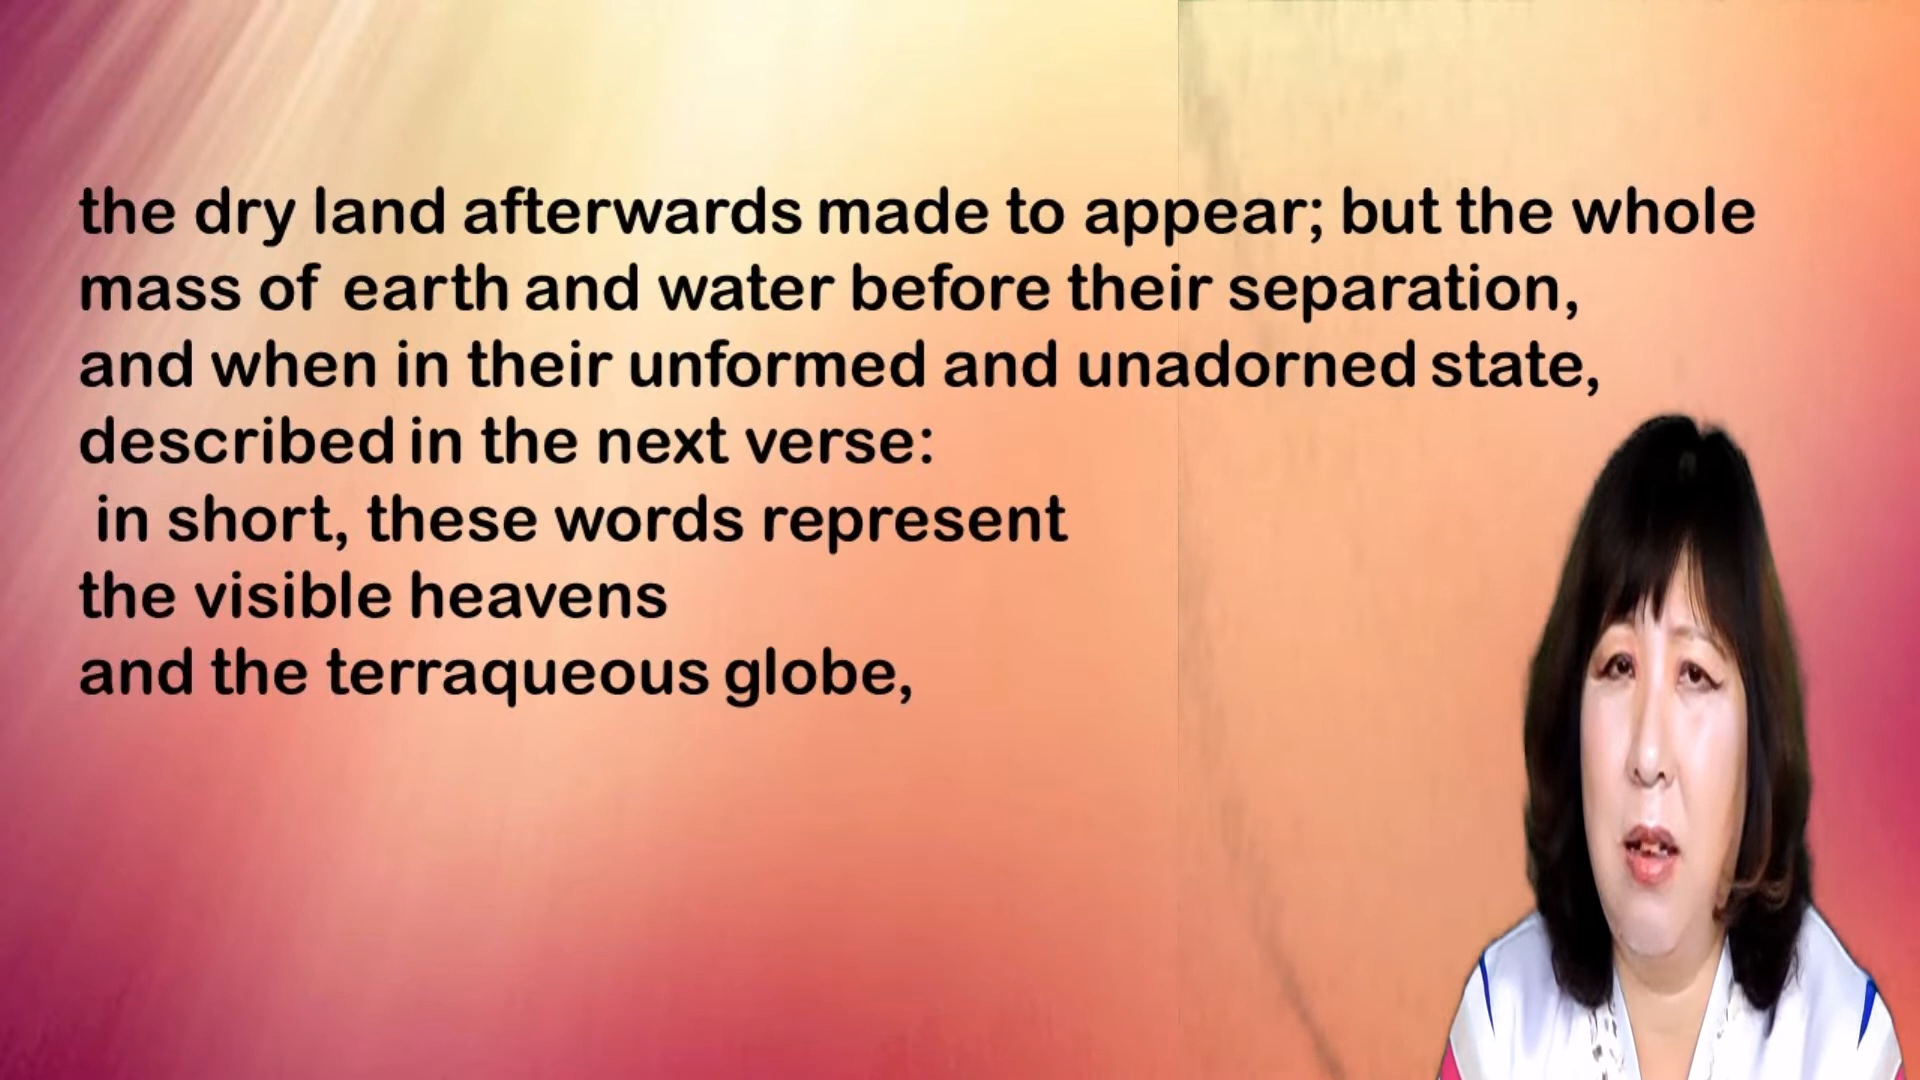 the dry land afterwards made to appear; but the whole
mass of earth and water before their separation,
and when in their unformed and unadorned state,
described in the next verse:
in short, these words represent
the visible heavens
and the terraqueous globe,